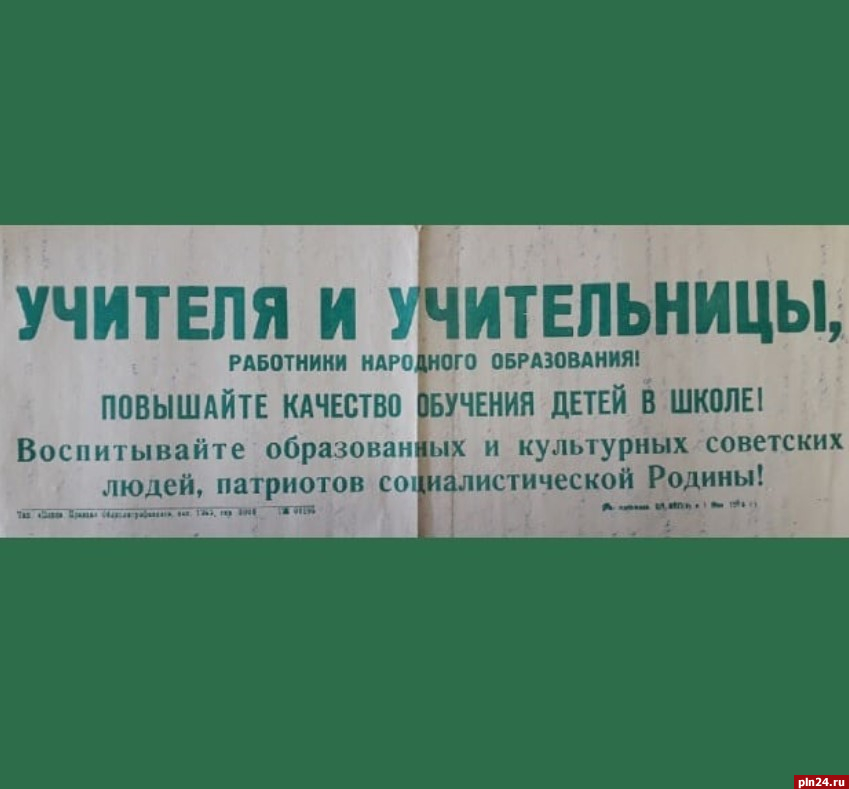 УЧИТЕЛЯ И УЧИТЕЛЬНИЦЫ,
РАБОТНИКИ НАРОДНОГО ОБРАЗОВАНИЯ!
ПОВЫШАЙТЕ КАЧЕСТВО ОБУЧЕНИЯ ДЕТЕЙ В ШКОЛЕ!
Воспитывайте образованных и культурных советских
людей, патриотов социалистической Родины!
pln24.ru